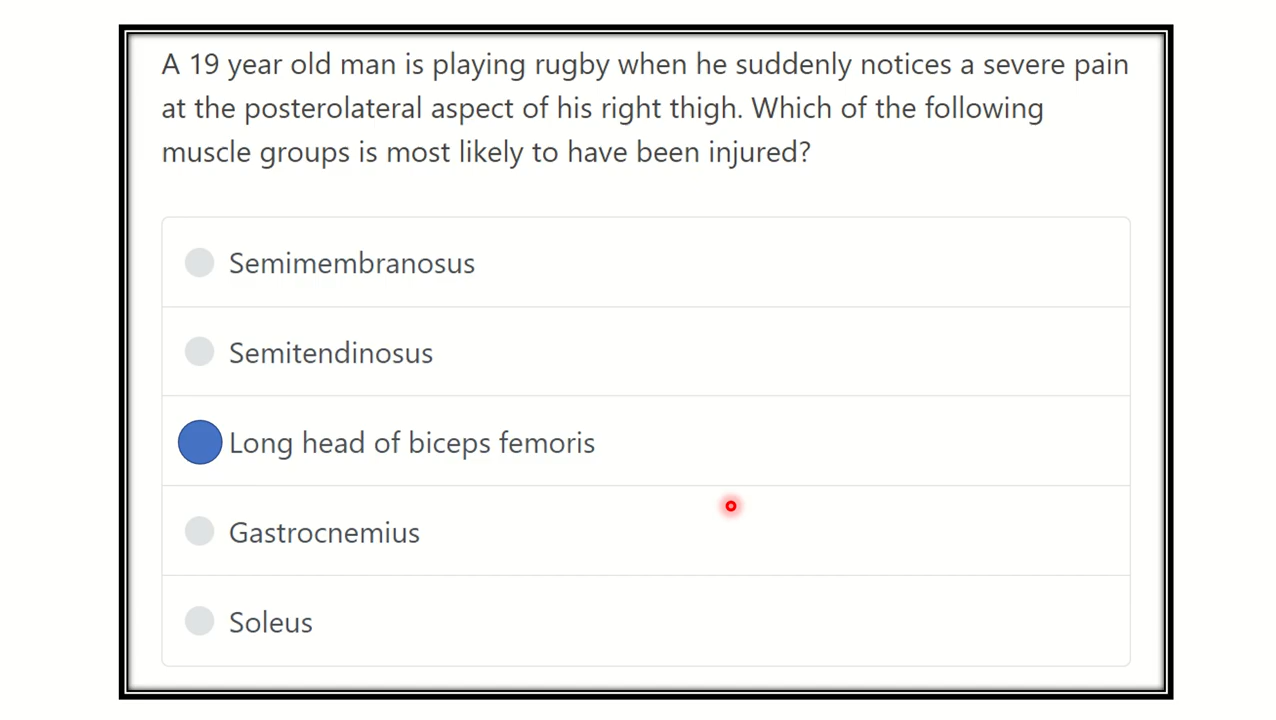 A 19 year old man is playing rugby when he suddenly notices a severe pain
at the posterolateral aspect of his right thigh. Which of the following
muscle groups is most likely to have been injured?
Semimembranosus
Semitendinosus
Long head of biceps femoris
Gastrocnemius
Soleus